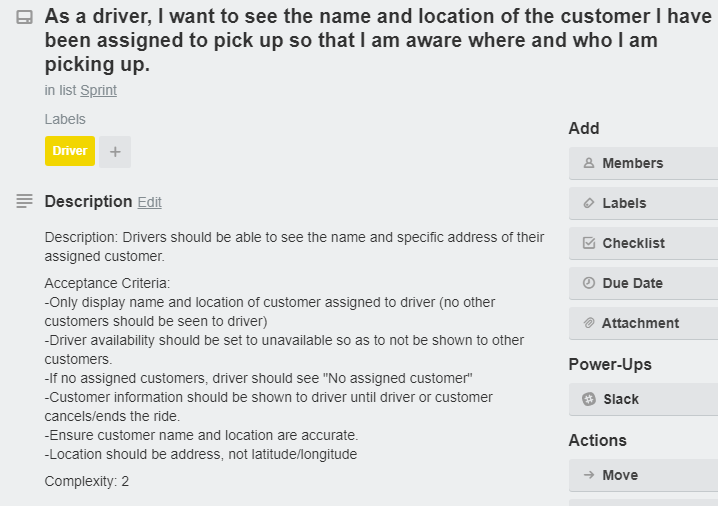 As a driver, I want to see the name and location of the customer I have
been assigned to pick up so that I am aware where and who I am
picking up.
in list Sprint
Labels
Driver +
Description Edit
Description: Drivers should be able to see the name and specific address of their
assigned customer.
Acceptance Criteria:
-Only display name and location of customer assigned to driver (no other
customers should be seen to driver)
-Driver availability should be set to unavailable so as to not be shown to other
customers.
-If no assigned customers, driver should see "No assigned customer"
-Customer information should be shown to driver until driver or customer
cancels/ends the ride.
-Ensure customer name and location are accurate.
-Location should be address, not latitude/longitude
Complexity: 2
Add
Members
Labels
Checklist
Due Date
Attachment
Power-Ups
Slack
Actions
Move